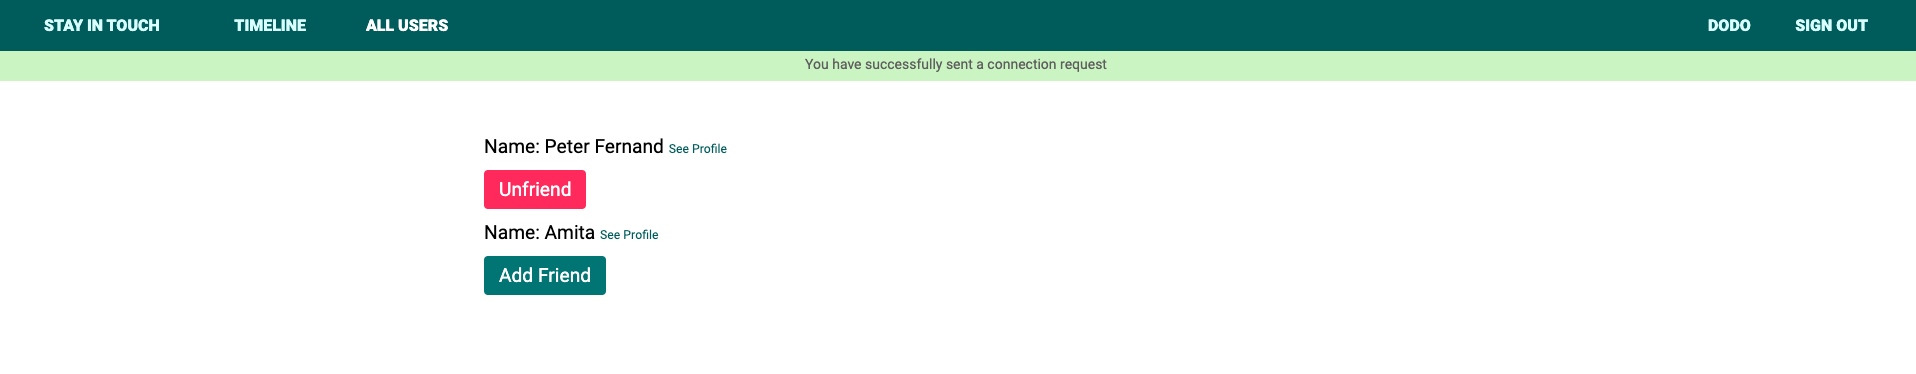 STAY IN TOUCH TIMELINE ALL USERS DODO SIGN OUT
You have successfully sent a connection request
Name: Peter Fernand See Profile
Unfriend
Name: Amita See Profile
Add Friend